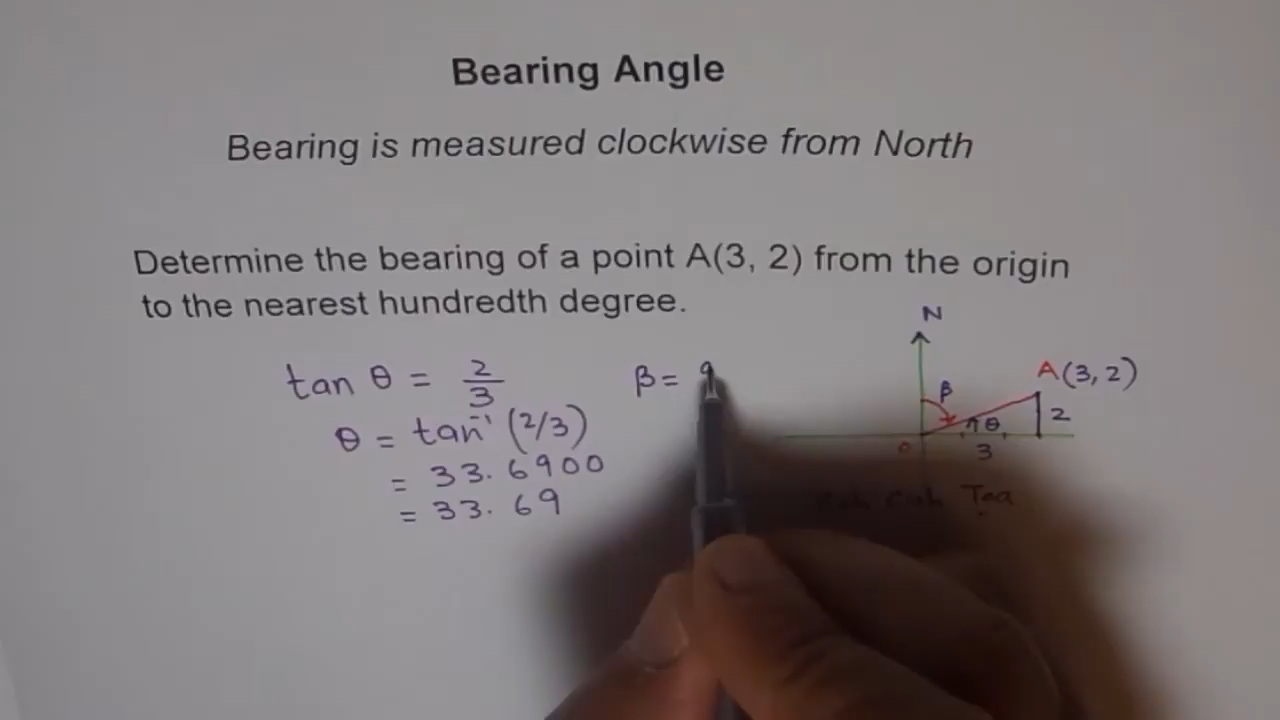 Bearing Angle
Bearing is measured clockwise from North
Determine the bearing of a point A(3, 2) from the origin
to the nearest hundredth degree.
tan θ = 2/3
θ = tan⁻¹ (2/3)
= 33.6900
= 33.69
β = 9
N
A (3, 2)
β
θ
2
3
o
Toa